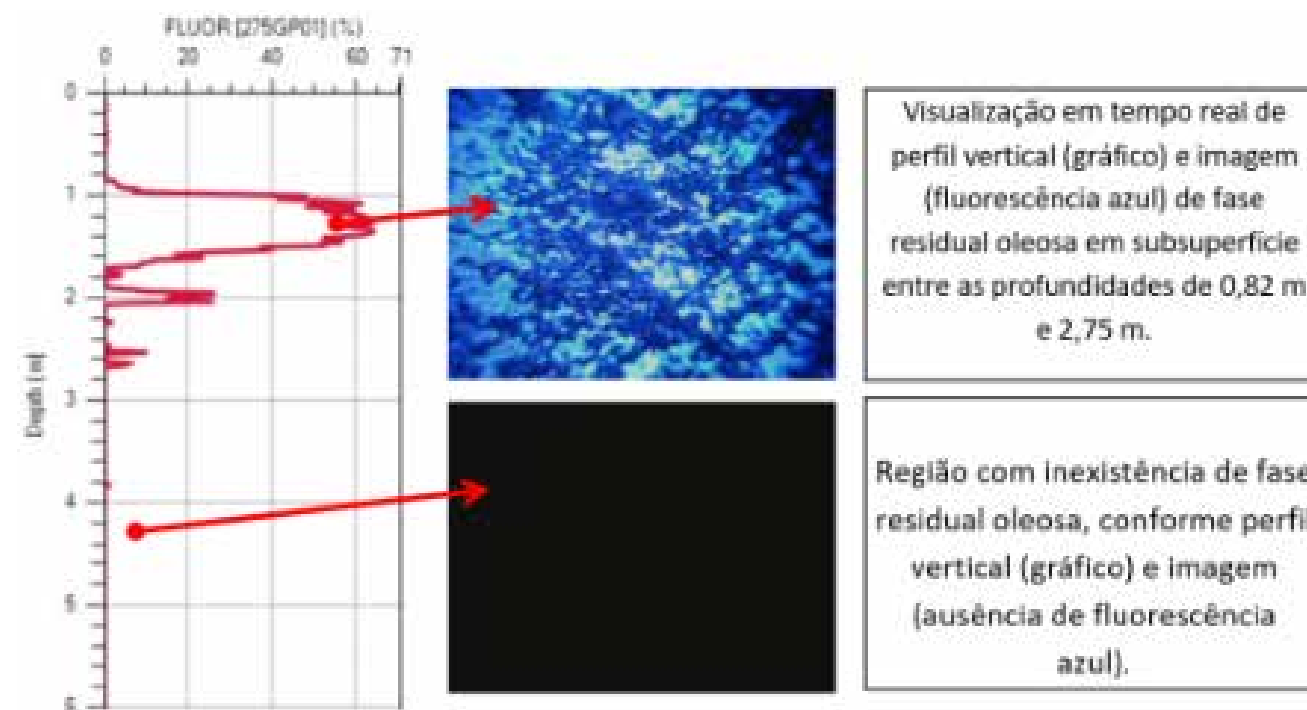 FLUOR [275GP01] (%)
0 20 40 60 71
0
1
2
3
4
5
6
Depth [m]
Visualização em tempo real de
perfil vertical (gráfico) e imagem
(fluorescência azul) de fase
residual oleosa em subsuperfície
entre as profundidades de 0,82 m
e 2,75 m.
Região com inexistência de fase
residual oleosa, conforme perfil
vertical (gráfico) e imagem
(ausência de fluorescência
azul).